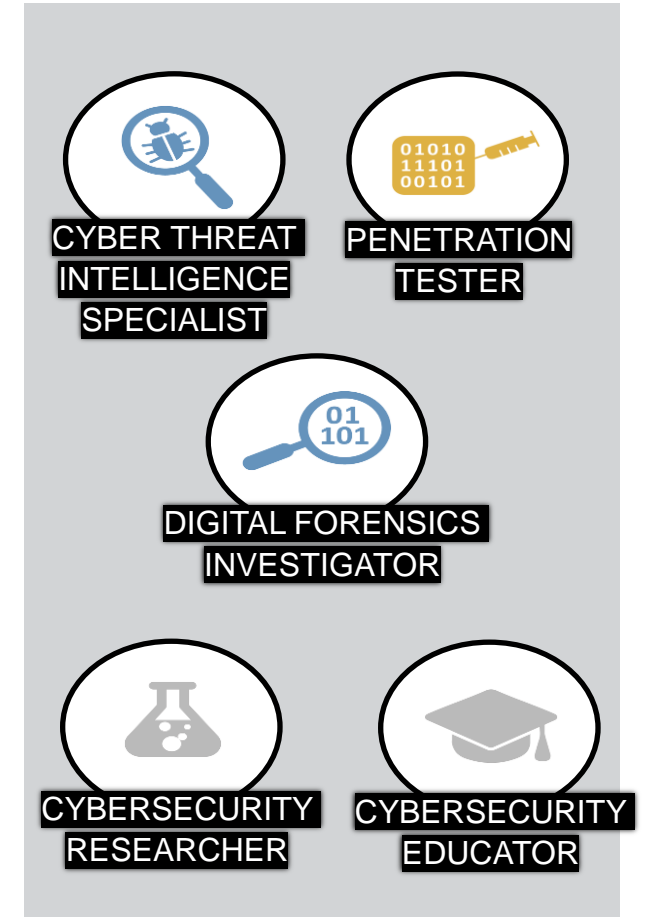 01010
11101
00101
CYBER THREAT
INTELLIGENCE
SPECIALIST
PENETRATION
TESTER
01
101
DIGITAL FORENSICS
INVESTIGATOR
CYBERSECURITY
RESEARCHER
CYBERSECURITY
EDUCATOR